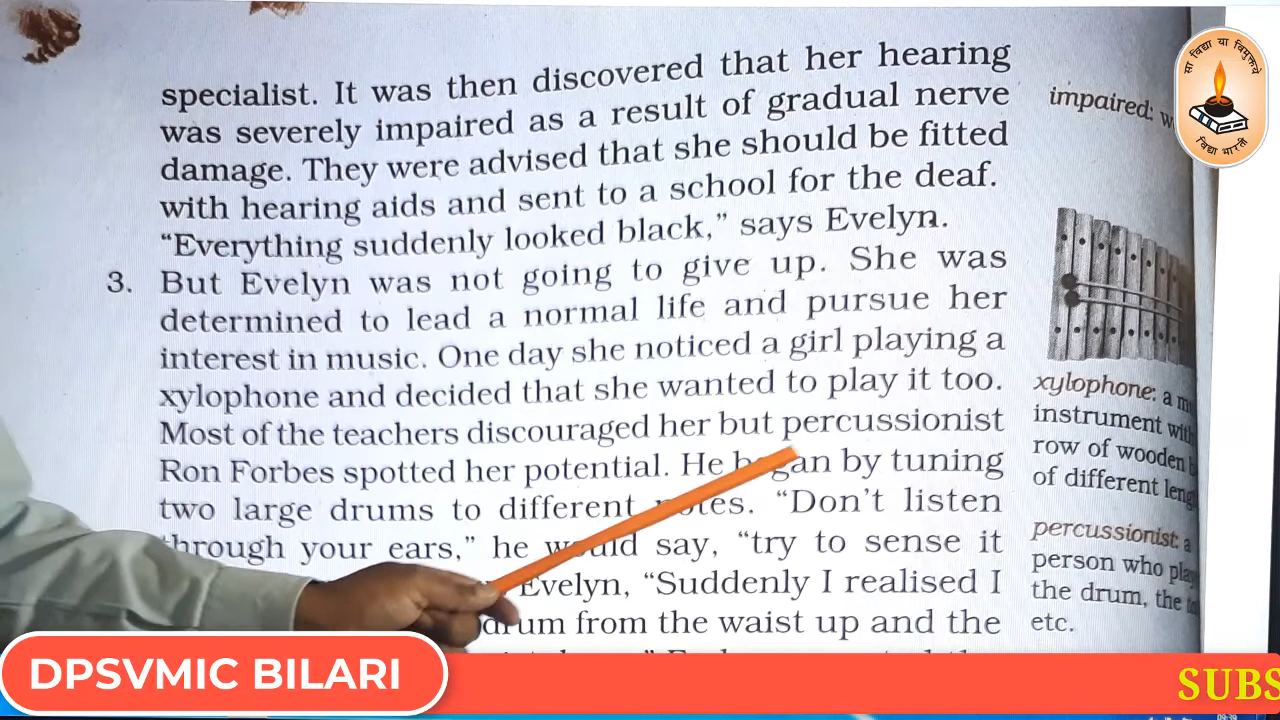 specialist. It was then discovered that her hearing
was severely impaired as a result of gradual nerve
damage. They were advised that she should be fitted
with hearing aids and sent to a school for the deaf.
“Everything suddenly looked black,” says Evelyn.
3. But Evelyn was not going to give up. She was
determined to lead a normal life and pursue her
interest in music. One day she noticed a girl playing a
xylophone and decided that she wanted to play it too.
Most of the teachers discouraged her but percussionist
Ron Forbes spotted her potential. He began by tuning
two large drums to different notes. “Don’t listen
through your ears,” he would say, “try to sense it
Evelyn, “Suddenly I realised I
drum from the waist up and the
impaired:
xylophone: a
instrument
row of wooden
of different
percussionist: a
person who
the drum, the
etc.
सा विद्या या विमुक्तये
विद्या भारती
DPSVMIC BILARI
SUBS
09:39